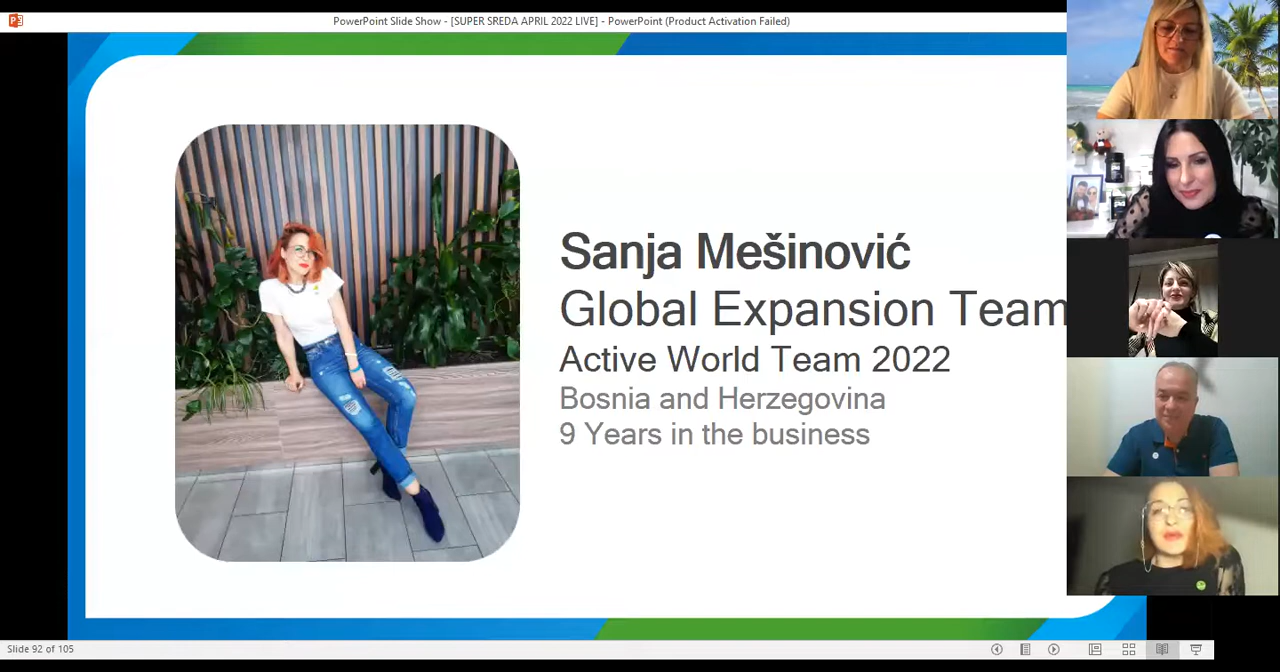 PowerPoint Slide Show - [SUPER SREDA APRIL 2022 LIVE] - PowerPoint (Product Activation Failed)
Sanja Mešinović
Global Expansion Team
Active World Team 2022
Bosnia and Herzegovina
9 Years in the business
Slide 92 of 105